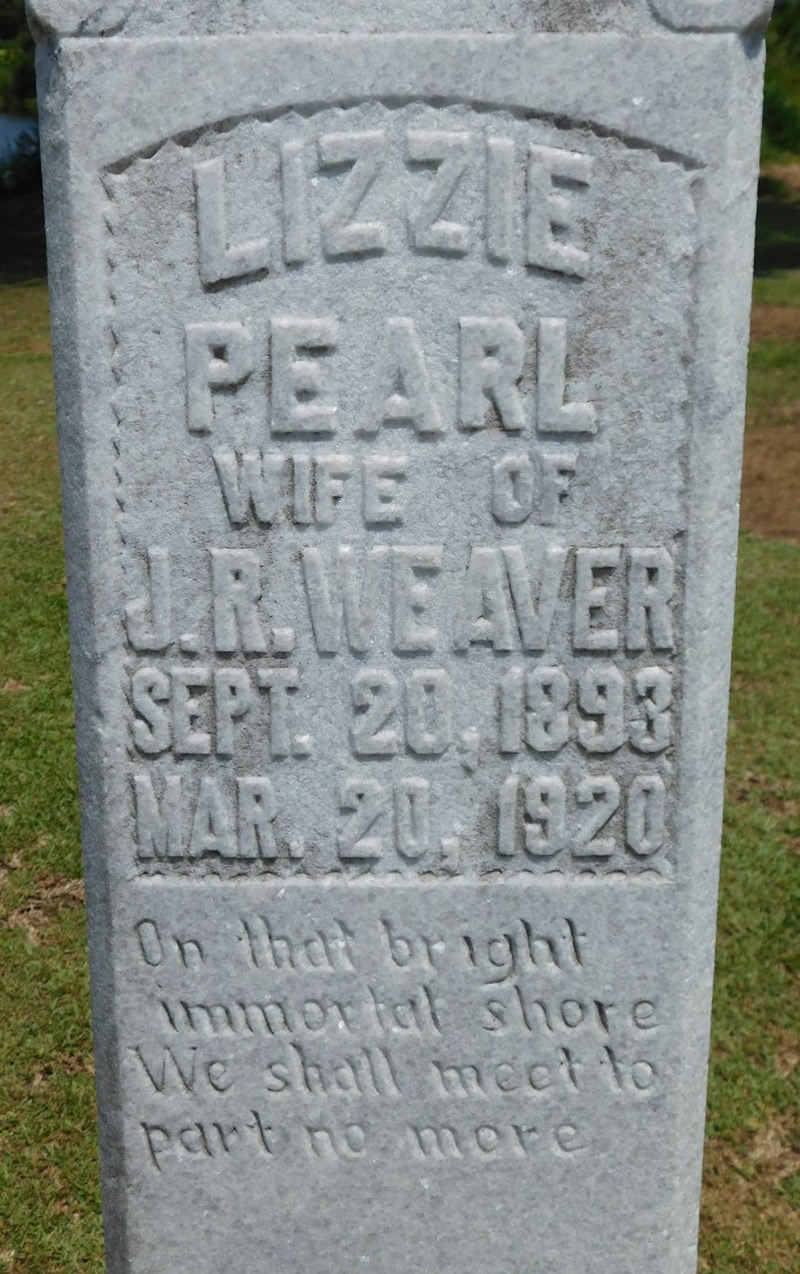 LIZZIE
PEARL
WIFE OF
J.R. WEAVER
SEPT. 20, 1893
MAR. 20, 1920
On that bright
immortal shore
We shall meet to
part no more